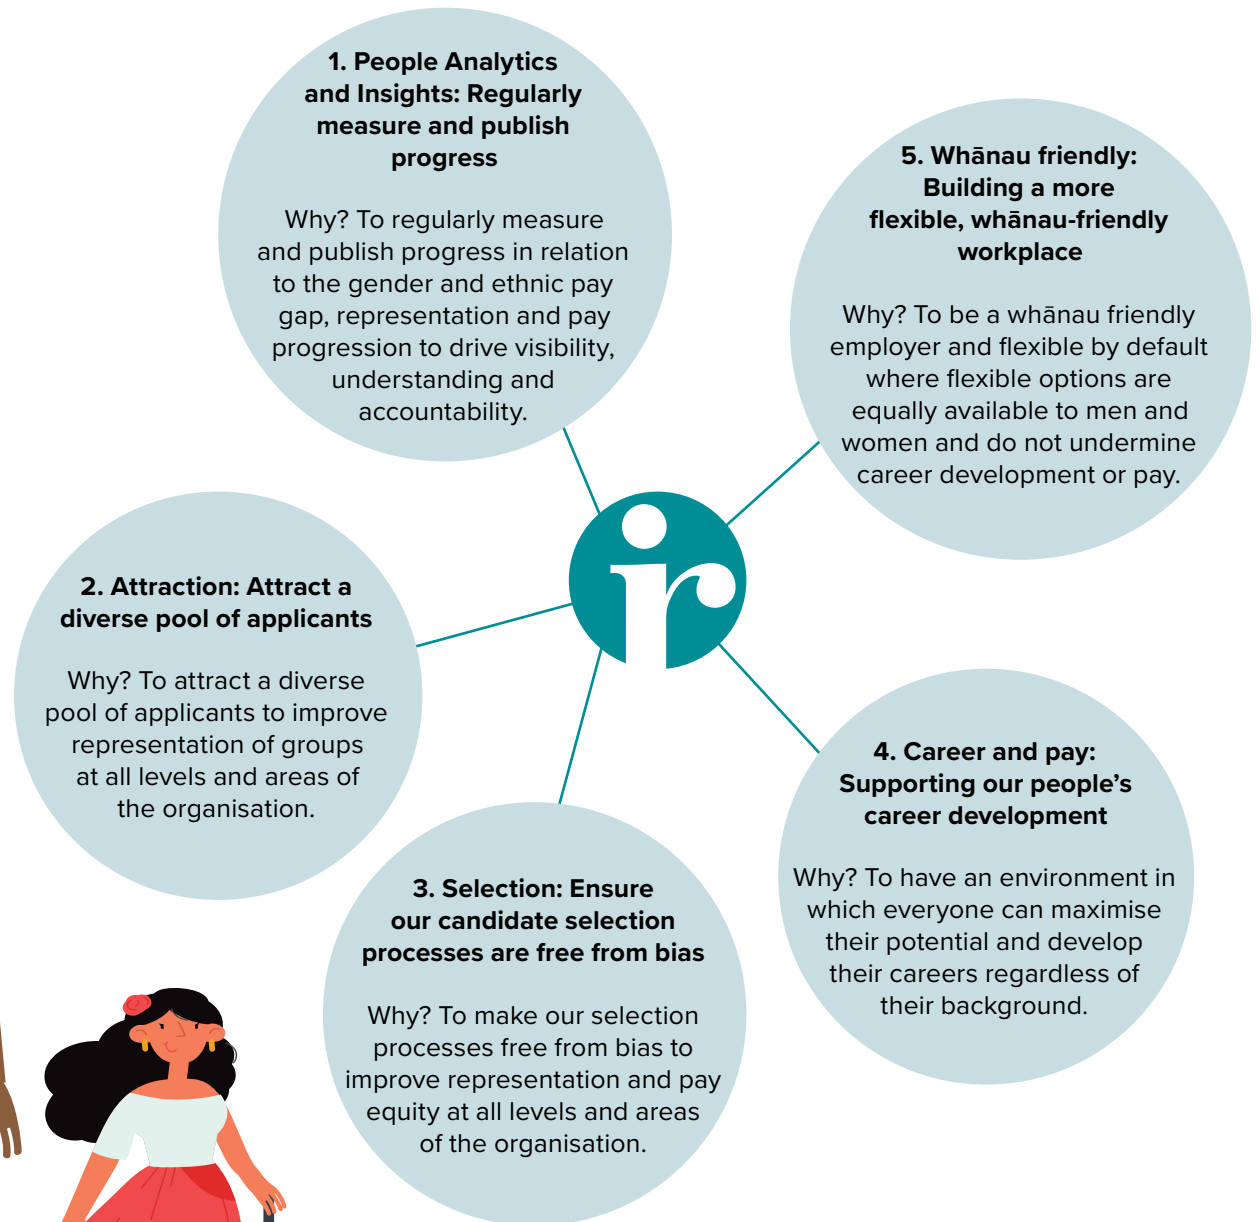 1. People Analytics
and Insights: Regularly
measure and publish
progress
Why? To regularly measure
and publish progress in relation
to the gender and ethnic pay
gap, representation and pay
progression to drive visibility,
understanding and
accountability.
2. Attraction: Attract a
diverse pool of applicants
Why? To attract a diverse
pool of applicants to improve
representation of groups
at all levels and areas of
the organisation.
3. Selection: Ensure
our candidate selection
processes are free from bias
Why? To make our selection
processes free from bias to
improve representation and pay
equity at all levels and areas
of the organisation.
4. Career and pay:
Supporting our people’s
career development
Why? To have an environment in
which everyone can maximise
their potential and develop
their careers regardless of
their background.
5. Whānau friendly:
Building a more
flexible, whānau-friendly
workplace
Why? To be a whānau friendly
employer and flexible by default
where flexible options are
equally available to men and
women and do not undermine
career development or pay.
ir